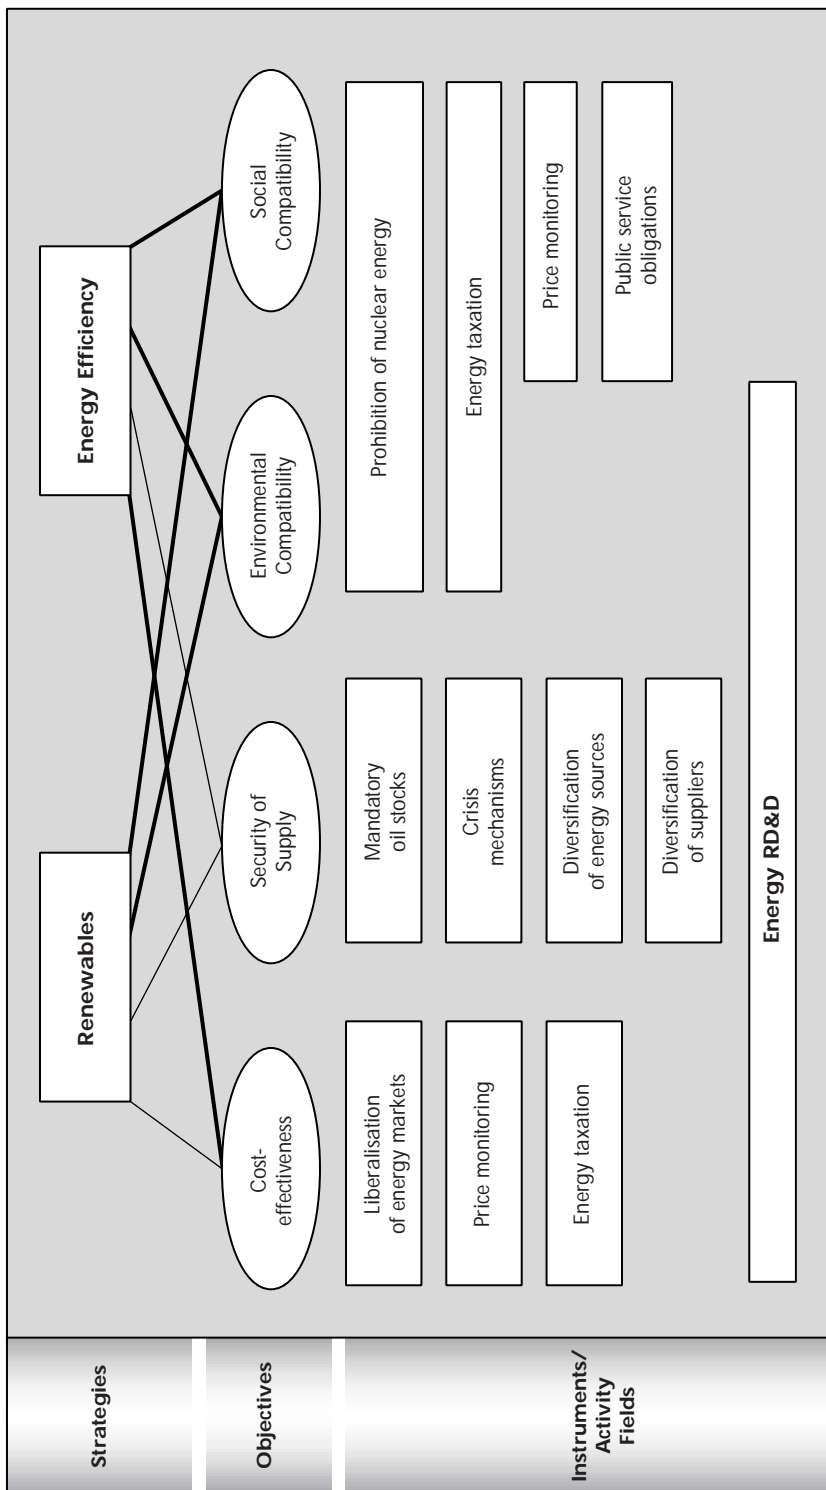 Strategies
Renewables
Energy Efficiency
Objectives
Cost-
effectiveness
Security of
Supply
Environmental
Compatibility
Social
Compatibility
Instruments/
Activity
Fields
Liberalisation
of energy markets
Price monitoring
Energy taxation
Mandatory
oil stocks
Crisis
mechanisms
Diversification
of energy sources
Diversification
of suppliers
Prohibition of nuclear energy
Energy taxation
Price monitoring
Public service
obligations
Energy RD&D